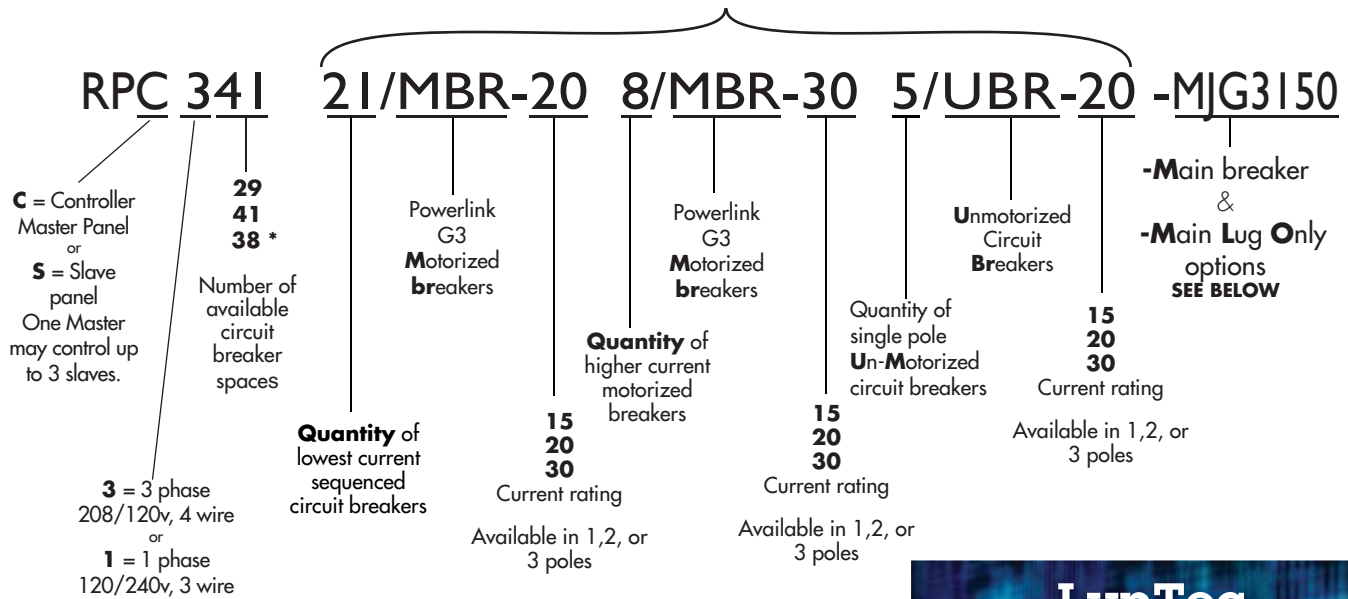 RPC 341 21/MBR-20 8/MBR-30 5/UBR-20 -MJG3150
C = Controller
Master Panel
or
S = Slave
panel
One Master
may control up
to 3 slaves.
3 = 3 phase
208/120v, 4 wire
or
1 = 1 phase
120/240v, 3 wire
29
41
38 *
Number of
available
circuit
breaker
spaces
Quantity of
lowest current
sequenced
circuit breakers
Powerlink
G3
Motorized
breakers
15
20
30
Current rating
Available in 1,2, or
3 poles
Quantity of
higher current
motorized
breakers
Powerlink
G3
Motorized
breakers
15
20
30
Current rating
Available in 1,2, or
3 poles
Quantity of
single pole
Un-Motorized
circuit breakers
Unmotorized
Circuit
Breakers
15
20
30
Current rating
Available in 1,2, or
3 poles
-Main breaker
&
-Main Lug Only
options
SEE BELOW
LynTec